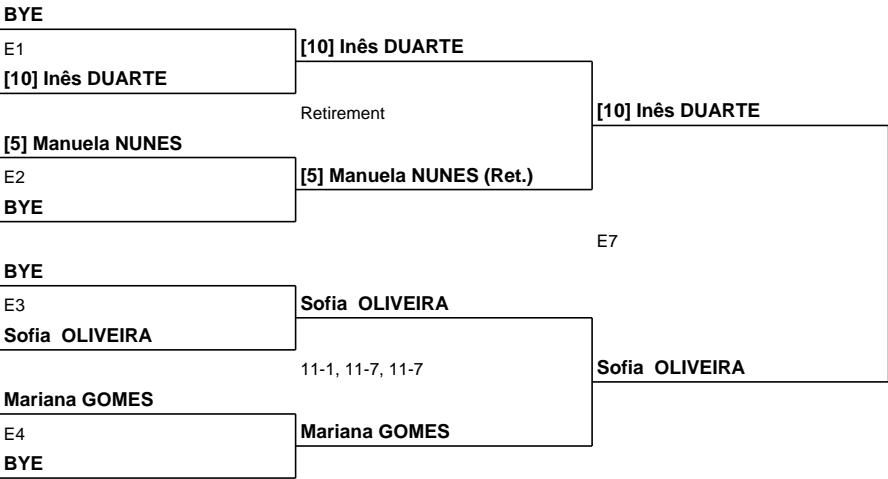 BYE
E1
[10] Inês DUARTE
[10] Inês DUARTE
Retirement
[10] Inês DUARTE
[5] Manuela NUNES
E2
[5] Manuela NUNES (Ret.)
BYE
E7
BYE
E3
Sofia OLIVEIRA
Sofia OLIVEIRA
11-1, 11-7, 11-7
Sofia OLIVEIRA
Mariana GOMES
E4
Mariana GOMES
BYE